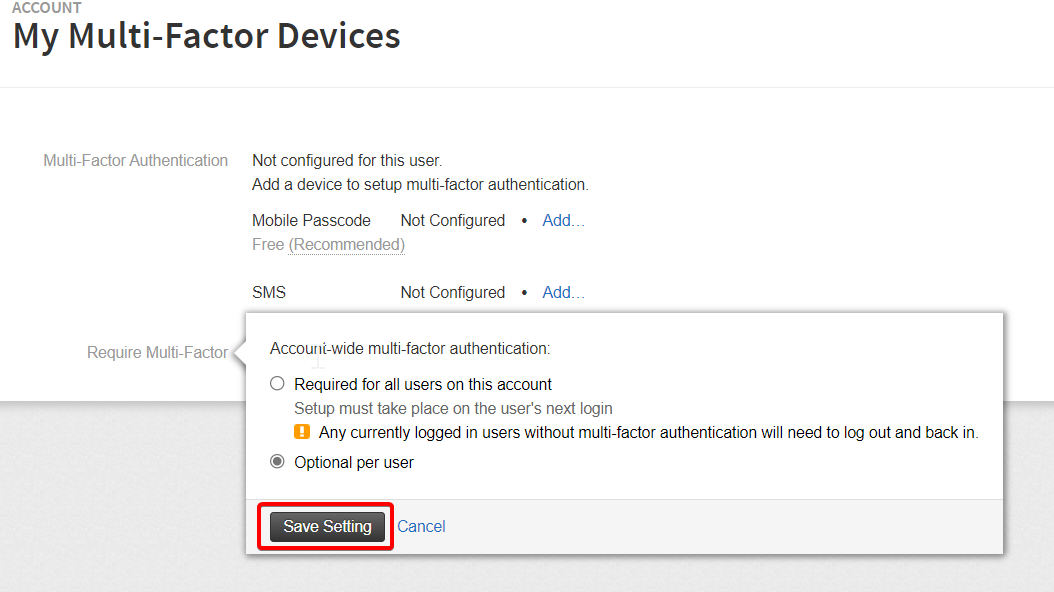 ACCOUNT
My Multi-Factor Devices
Multi-Factor Authentication
Not configured for this user.
Add a device to setup multi-factor authentication.
Mobile Passcode Not Configured • Add...
Free (Recommended)
SMS Not Configured • Add...
Require Multi-Factor
Account-wide multi-factor authentication:
Required for all users on this account
Setup must take place on the user's next login
Any currently logged in users without multi-factor authentication will need to log out and back in.
Optional per user
Save Setting Cancel